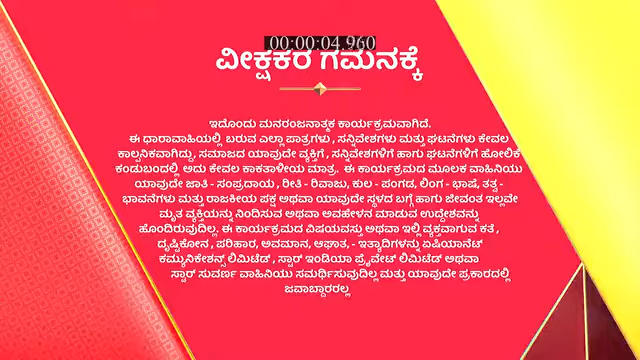 00:00:04.960
ವೀಕ್ಷಕರ ಗಮನಕ್ಕೆ
ಇದೊಂದು ಮನರಂಜನಾತ್ಮಕ ಕಾರ್ಯಕ್ರಮವಾಗಿದೆ.
ಈ ಧಾರಾವಾಹಿಯಲ್ಲಿ ಬರುವ ಎಲ್ಲಾ ಪಾತ್ರಗಳು , ಸನ್ನಿವೇಶಗಳು ಮತ್ತು ಘಟನೆಗಳು ಕೇವಲ
ಕಾಲ್ಪನಿಕವಾಗಿದ್ದು, ಸಮಾಜದ ಯಾವುದೇ ವ್ಯಕ್ತಿಗೆ , ಸನ್ನಿವೇಶಗಳಿಗೆ ಹಾಗು ಘಟನೆಗಳಿಗೆ ಹೋಲಿಕೆ
ಕಂಡುಬಂದಲ್ಲಿ ಅದು ಕೇವಲ ಕಾಕತಾಳೀಯ ಮಾತ್ರ. ಈ ಕಾರ್ಯಕ್ರಮದ ಮೂಲಕ ವಾಹಿನಿಯು
ಯಾವುದೇ ಜಾತಿ - ಸಂಪ್ರದಾಯ , ರೀತಿ - ರಿವಾಜು, ಕುಲ - ಪಂಗಡ, ಲಿಂಗ - ಭಾಷೆ, ತತ್ವ -
ಭಾವನೆಗಳು ಮತ್ತು ರಾಜಕೀಯ ಪಕ್ಷ ಅಥವಾ ಯಾವುದೇ ಸ್ಥಳದ ಬಗ್ಗೆ ಹಾಗು ಜೀವಂತ ಇಲ್ಲವೇ
ಮೃತ ವ್ಯಕ್ತಿಯನ್ನು ನಿಂದಿಸುವ ಅಥವಾ ಅವಹೇಳನ ಮಾಡುವ ಉದ್ದೇಶವನ್ನು
ಹೊಂದಿರುವುದಿಲ್ಲ. ಈ ಕಾರ್ಯಕ್ರಮದ ವಿಷಯವಸ್ತು ಅಥವಾ ಇಲ್ಲಿ ವ್ಯಕ್ತವಾಗುವ ಕತೆ ,
ದೃಷ್ಟಿಕೋನ , ಪರಿಹಾರ, ಅವಮಾನ, ಆಘಾತ, - ಇತ್ಯಾದಿಗಳನ್ನು ಏಷಿಯಾನೆಟ್
ಕಮ್ಯುನಿಕೇಶನ್ಸ್ ಲಿಮಿಟೆಡ್ , ಸ್ಟಾರ್ ಇಂಡಿಯಾ ಪ್ರೈವೇಟ್ ಲಿಮಿಟೆಡ್ ಅಥವಾ
ಸ್ಟಾರ್ ಸುವರ್ಣ ವಾಹಿನಿಯು ಸಮರ್ಥಿಸುವುದಿಲ್ಲ ಮತ್ತು ಯಾವುದೇ ಪ್ರಕಾರದಲ್ಲಿ
ಜವಾಬ್ದಾರರಲ್ಲ